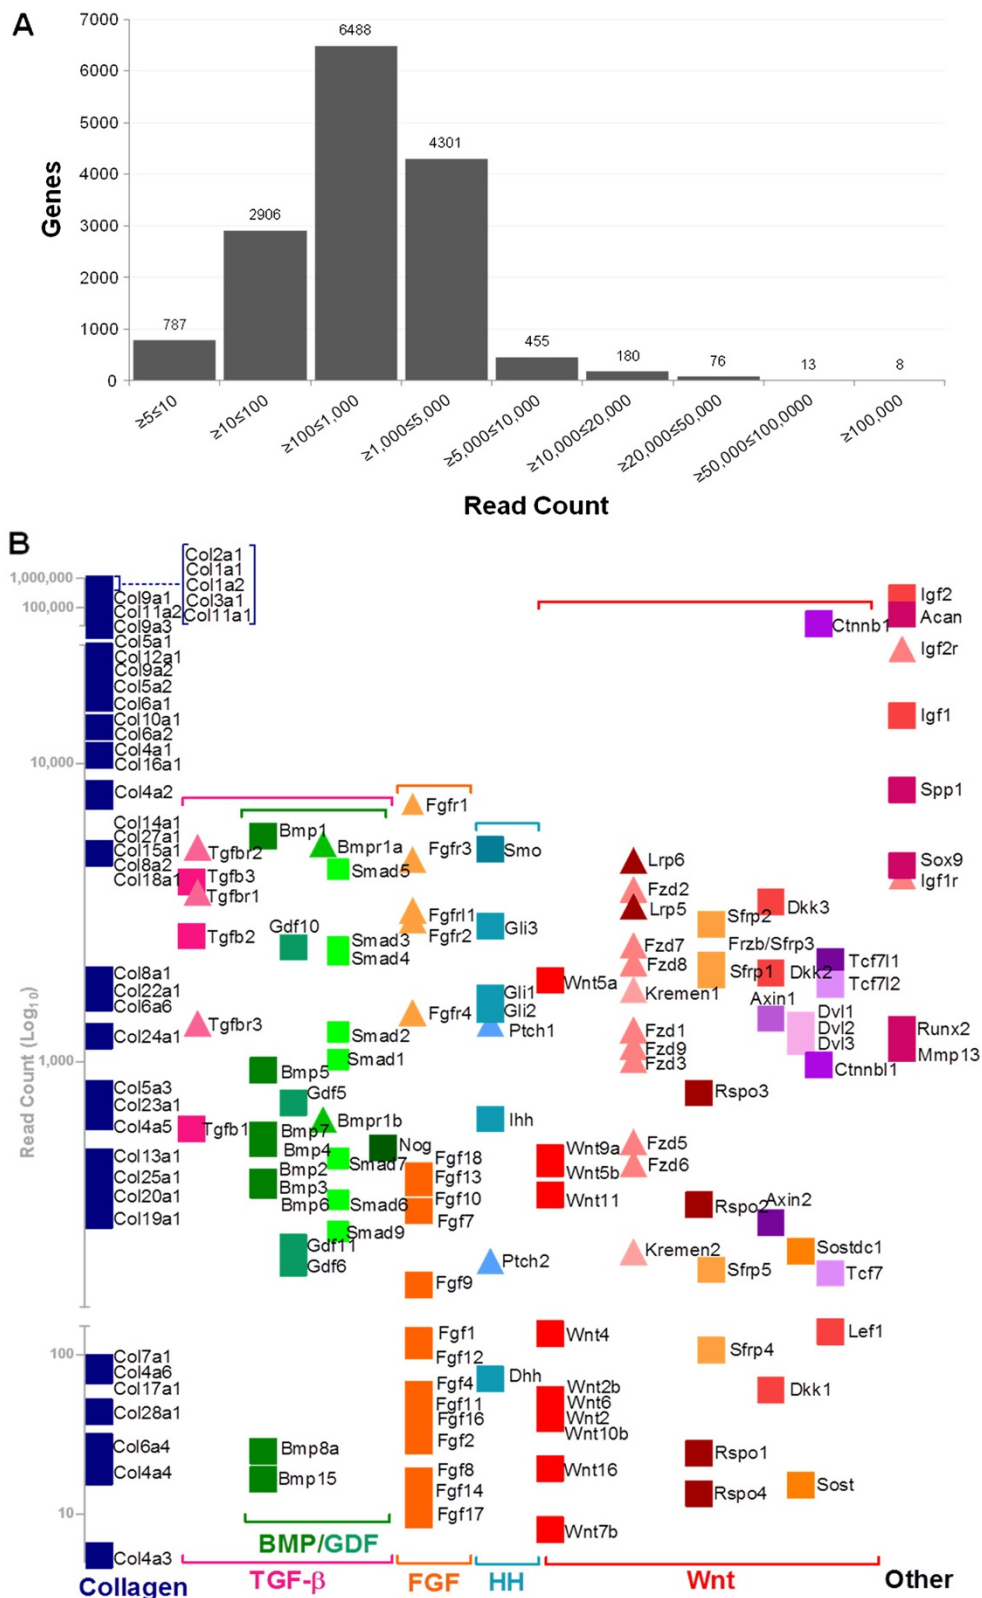 A
7000
6000
5000
4000
3000
2000
1000
0
Genes
787
2906
6488
4301
455
180
76
13
8
≥5≤10
≥10≤100
≥100≤1,000
≥1,000≤5,000
≥5,000≤10,000
≥10,000≤20,000
≥20,000≤50,000
≥50,000≤100,0000
≥100,000
Read Count
B
Read Count (Log10)
1,000,000
100,000
10,000
1,000
100
10
Col2a1
Col1a1
Col1a2
Col3a1
Col11a1
Col9a1
Col11a2
Col9a3
Col5a1
Col12a1
Col9a2
Col5a2
Col6a1
Col10a1
Col6a2
Col4a1
Col16a1
Col4a2
Col14a1
Col27a1
Col15a1
Col8a2
Col18a1
Col8a1
Col22a1
Col6a6
Col24a1
Col5a3
Col23a1
Col4a5
Col13a1
Col25a1
Col20a1
Col19a1
Col7a1
Col4a6
Col17a1
Col28a1
Col6a4
Col4a4
Col4a3
Collagen
Tgfbr2
Tgfb3
Tgfbr1
Tgfb2
Tgfbr3
Tgfb1
Bmp1
Bmpr1a
Smad5
Gdf10
Smad3
Smad4
Smad2
Smad1
Bmp5
Gdf5
Bmpr1b
Bmp7
Nog
Bmp4
Smad7
Bmp2
Bmp3
Bmp6
Smad6
Smad9
Gdf11
Gdf6
Bmp8a
Bmp15
BMP/GDF
TGF-β
Fgfr1
Fgfr3
Fgfrl1
Fgfr2
Fgfr4
Fgf18
Fgf13
Fgf10
Fgf7
Fgf9
Fgf1
Fgf12
Fgf4
Fgf11
Fgf16
Fgf2
Fgf8
Fgf14
Fgf17
FGF
Smo
Gli3
Gli1
Gli2
Ptch1
Ihh
Ptch2
Dhh
HH
Ctnnb1
Lrp6
Fzd2
Lrp5
Dkk3
Sfrp2
Fzd7
Frzb/Sfrp3
Fzd8
Sfrp1
Dkk2
Tcf7l1
Tcf7l2
Wnt5a
Kremen1
Axin1
Dvl1
Dvl2
Dvl3
Fzd1
Fzd9
Fzd3
Ctnnbl1
Rspo3
Wnt9a
Wnt5b
Wnt11
Fzd5
Fzd6
Rspo2
Axin2
Kremen2
Sostdc1
Sfrp5
Tcf7
Wnt4
Lef1
Sfrp4
Wnt2b
Wnt6
Wnt2
Wnt10b
Dkk1
Rspo1
Wnt16
Rspo4
Sost
Wnt7b
Wnt
Igf2
Acan
Igf2r
Igf1
Spp1
Sox9
Igf1r
Runx2
Mmp13
Other